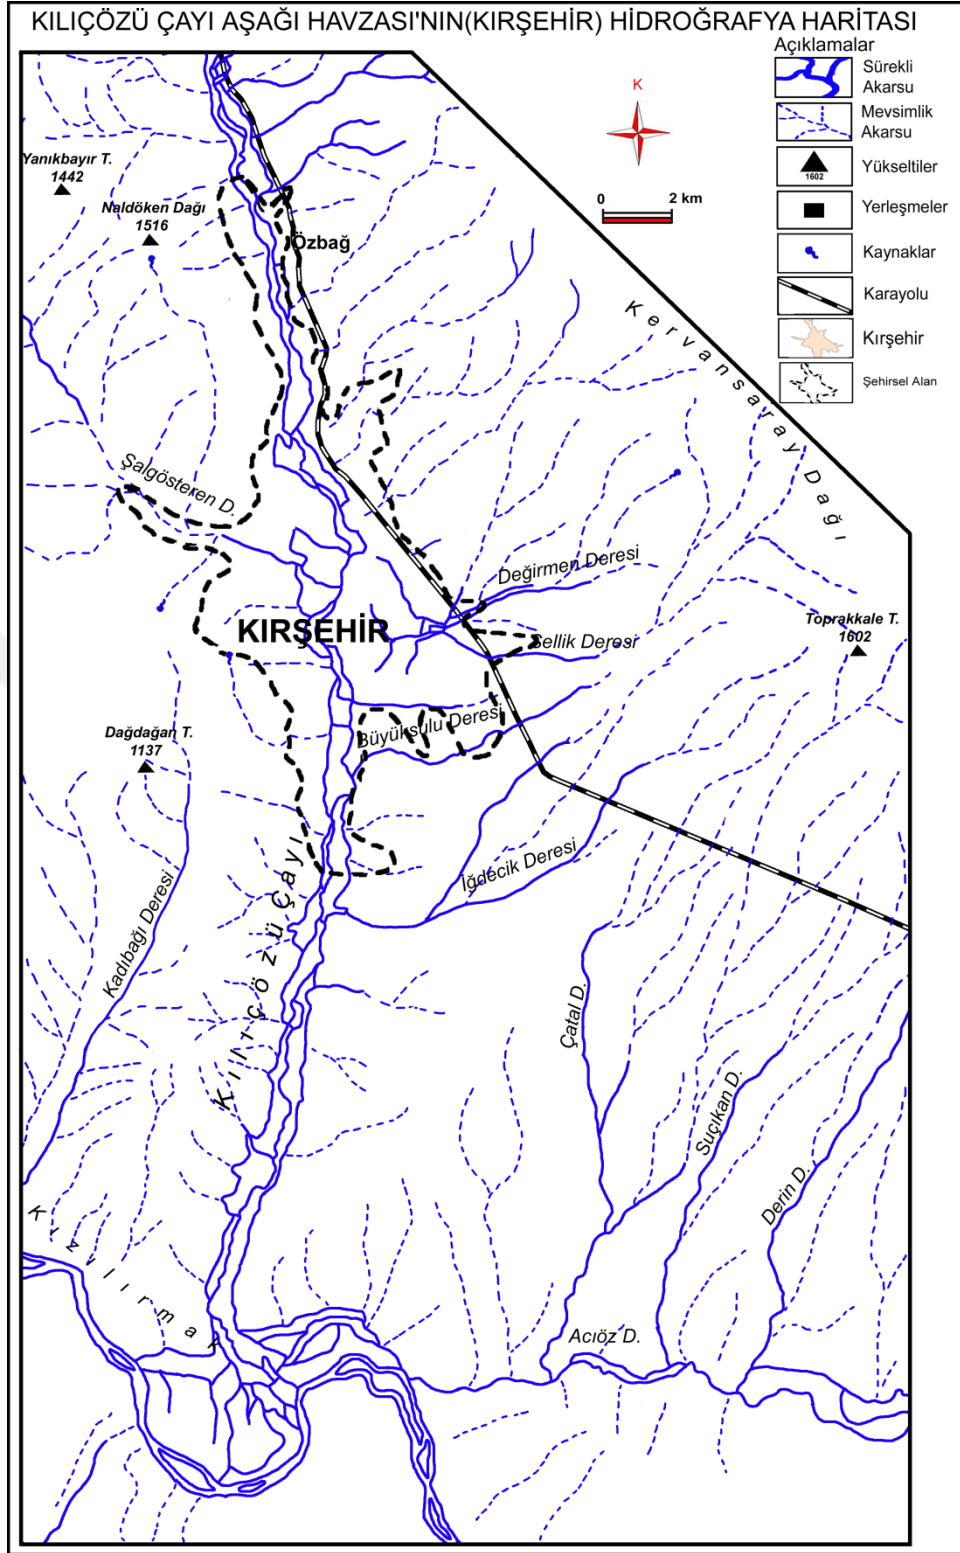 KILIÇÖZÜ ÇAYI AŞAĞI HAVZASI'NIN(KIRŞEHİR) HİDROĞRAFYA HARİTASI
Açıklamalar
Sürekli
Akarsu
Mevsimlik
Akarsu
1602
Yükseltiler
Yerleşmeler
Kaynaklar
Karayolu
Kırşehir
Şehirsel Alan
K
0 2 km
Yanıkbayır T.
1442
Naldöken Dağı
1516
Özbağ
Kervansaray Dağı
Şalgösteren D.
Değirmen Deresi
KIRŞEHİR
Sellik Deresi
Toprakkale T.
1602
Büyüksulu Deresi
Dağdağan T.
1137
İğdecik Deresi
Kadıbağı Deresi
Kılıçözü Çayı
Çatal D.
Suçıkan D.
Derin D.
Kızılırmak
Acıöz D.